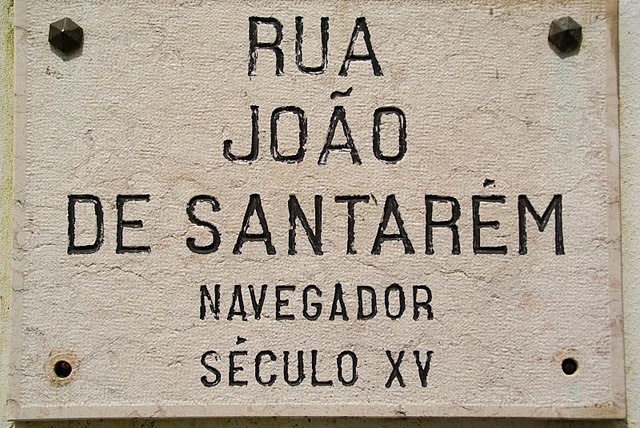 RUA
JOÃO
DE SANTARÉM
NAVEGADOR
SÉCULO XV